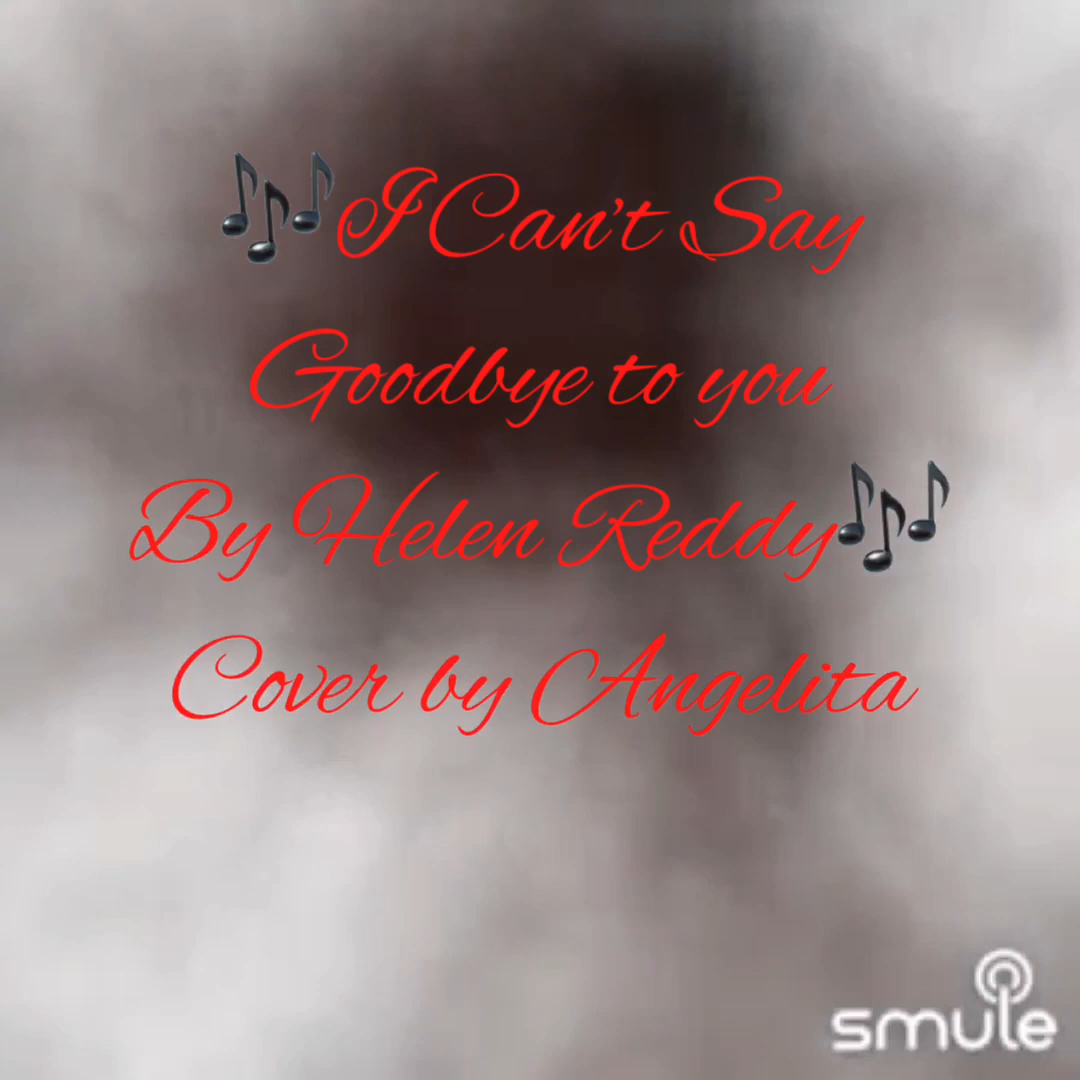 🎶I Can't Say
Goodbye to you
By Helen Reddy🎶
Cover by Angelita
smule